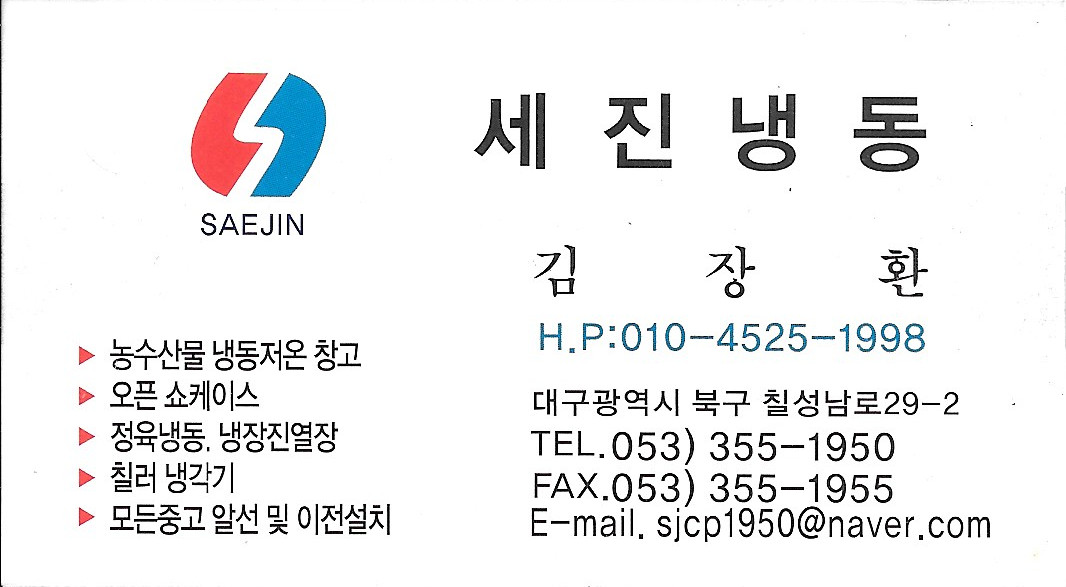 SAEJIN
세진냉동
김장환
H.P:010-4525-1998
▶ 농수산물 냉동저온 창고
▶ 오픈 쇼케이스
▶ 정육냉동, 냉장진열장
▶ 칠러 냉각기
▶ 모든중고 알선 및 이전설치
대구광역시 북구 칠성남로29-2
TEL.053) 355-1950
FAX.053) 355-1955
E-mail. sjcp1950@naver.com